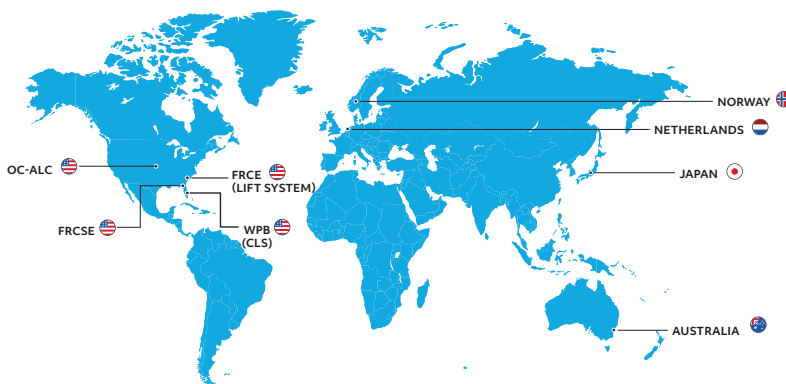 NORWAY
NETHERLANDS
OC-ALC
FRCE
(LIFT SYSTEM)
JAPAN
FRCSE
WPB
(CLS)
AUSTRALIA